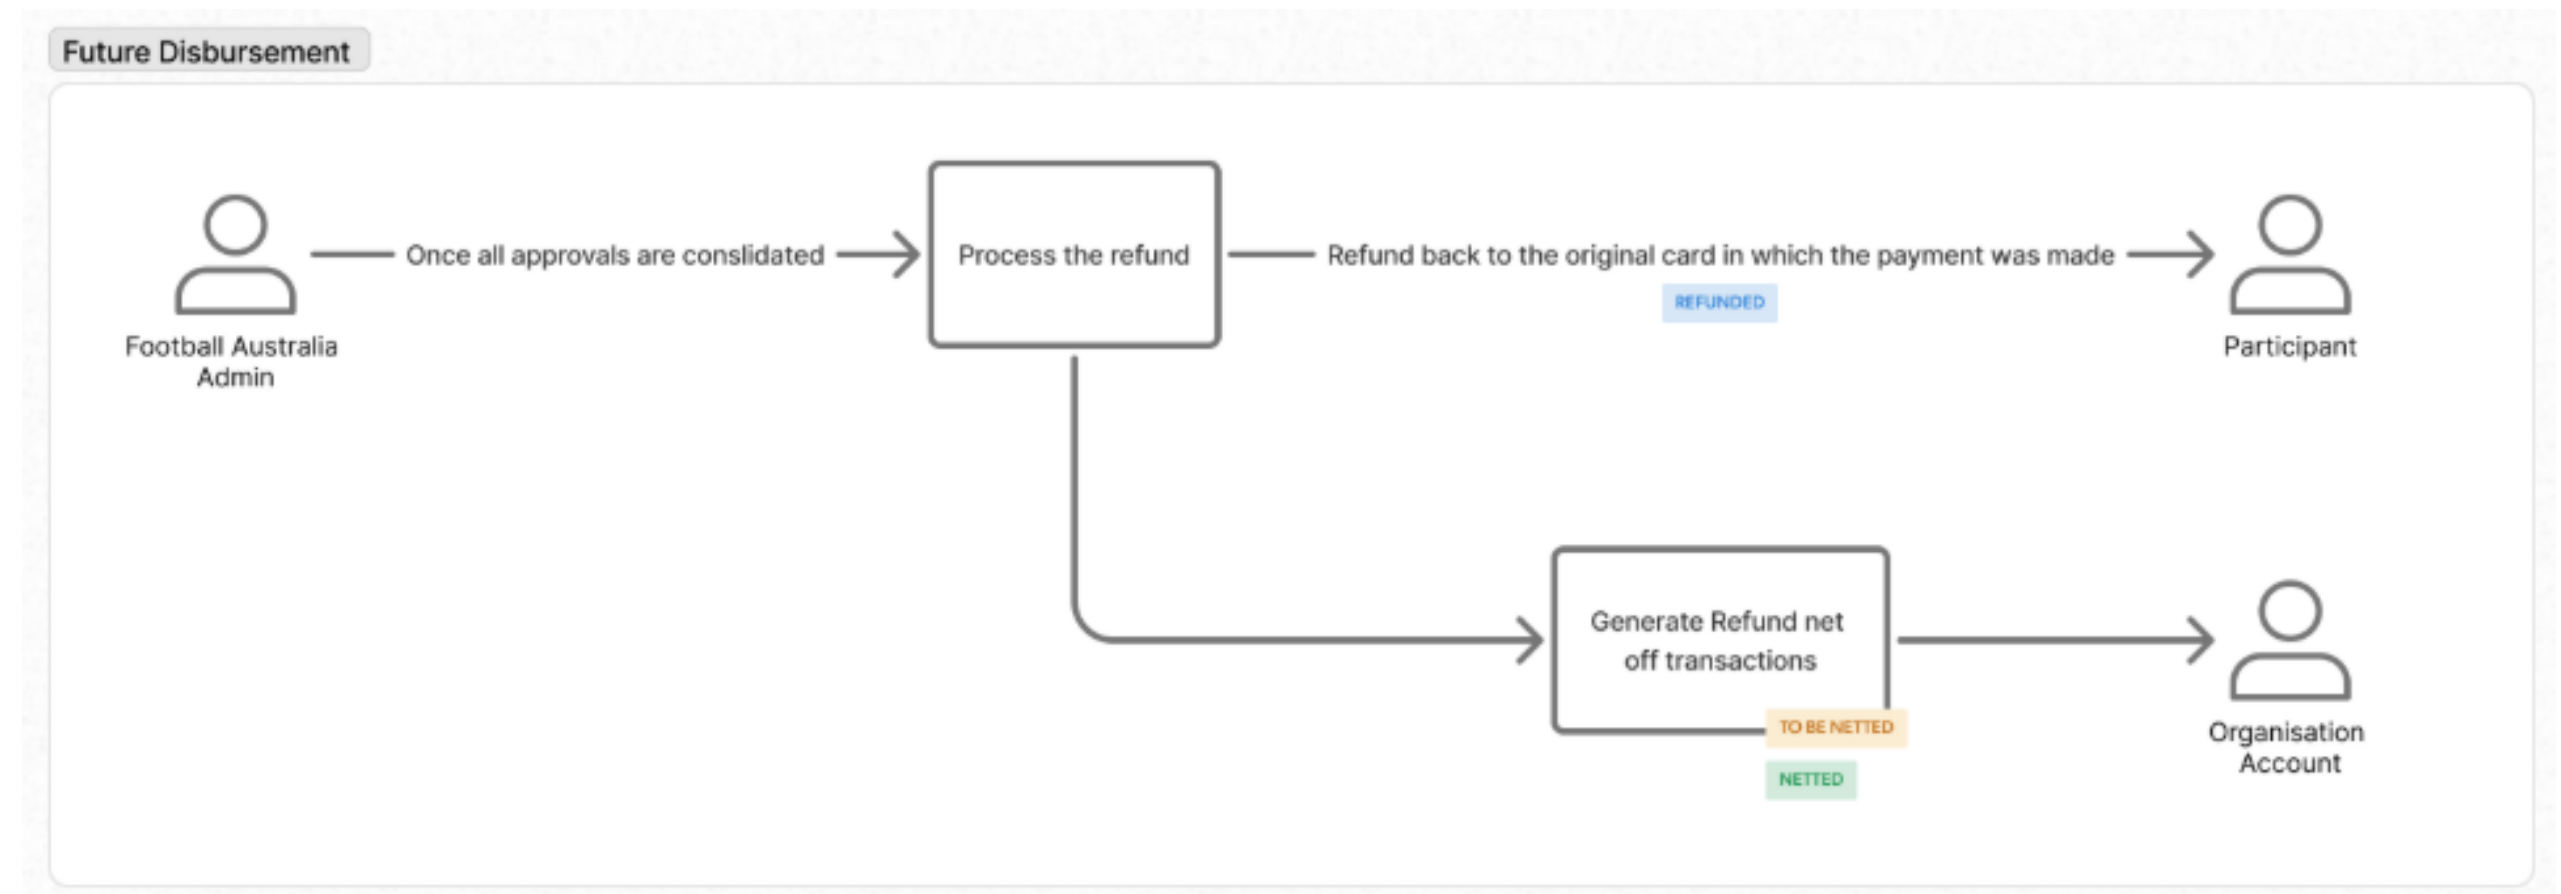 Future Disbursement
Once all approvals are conslidated
Process the refund
Refund back to the original card in which the payment was made
REFUNDED
Football Australia
Admin
Participant
Generate Refund net
off transactions
TO BE NETTED
NETTED
Organisation
Account